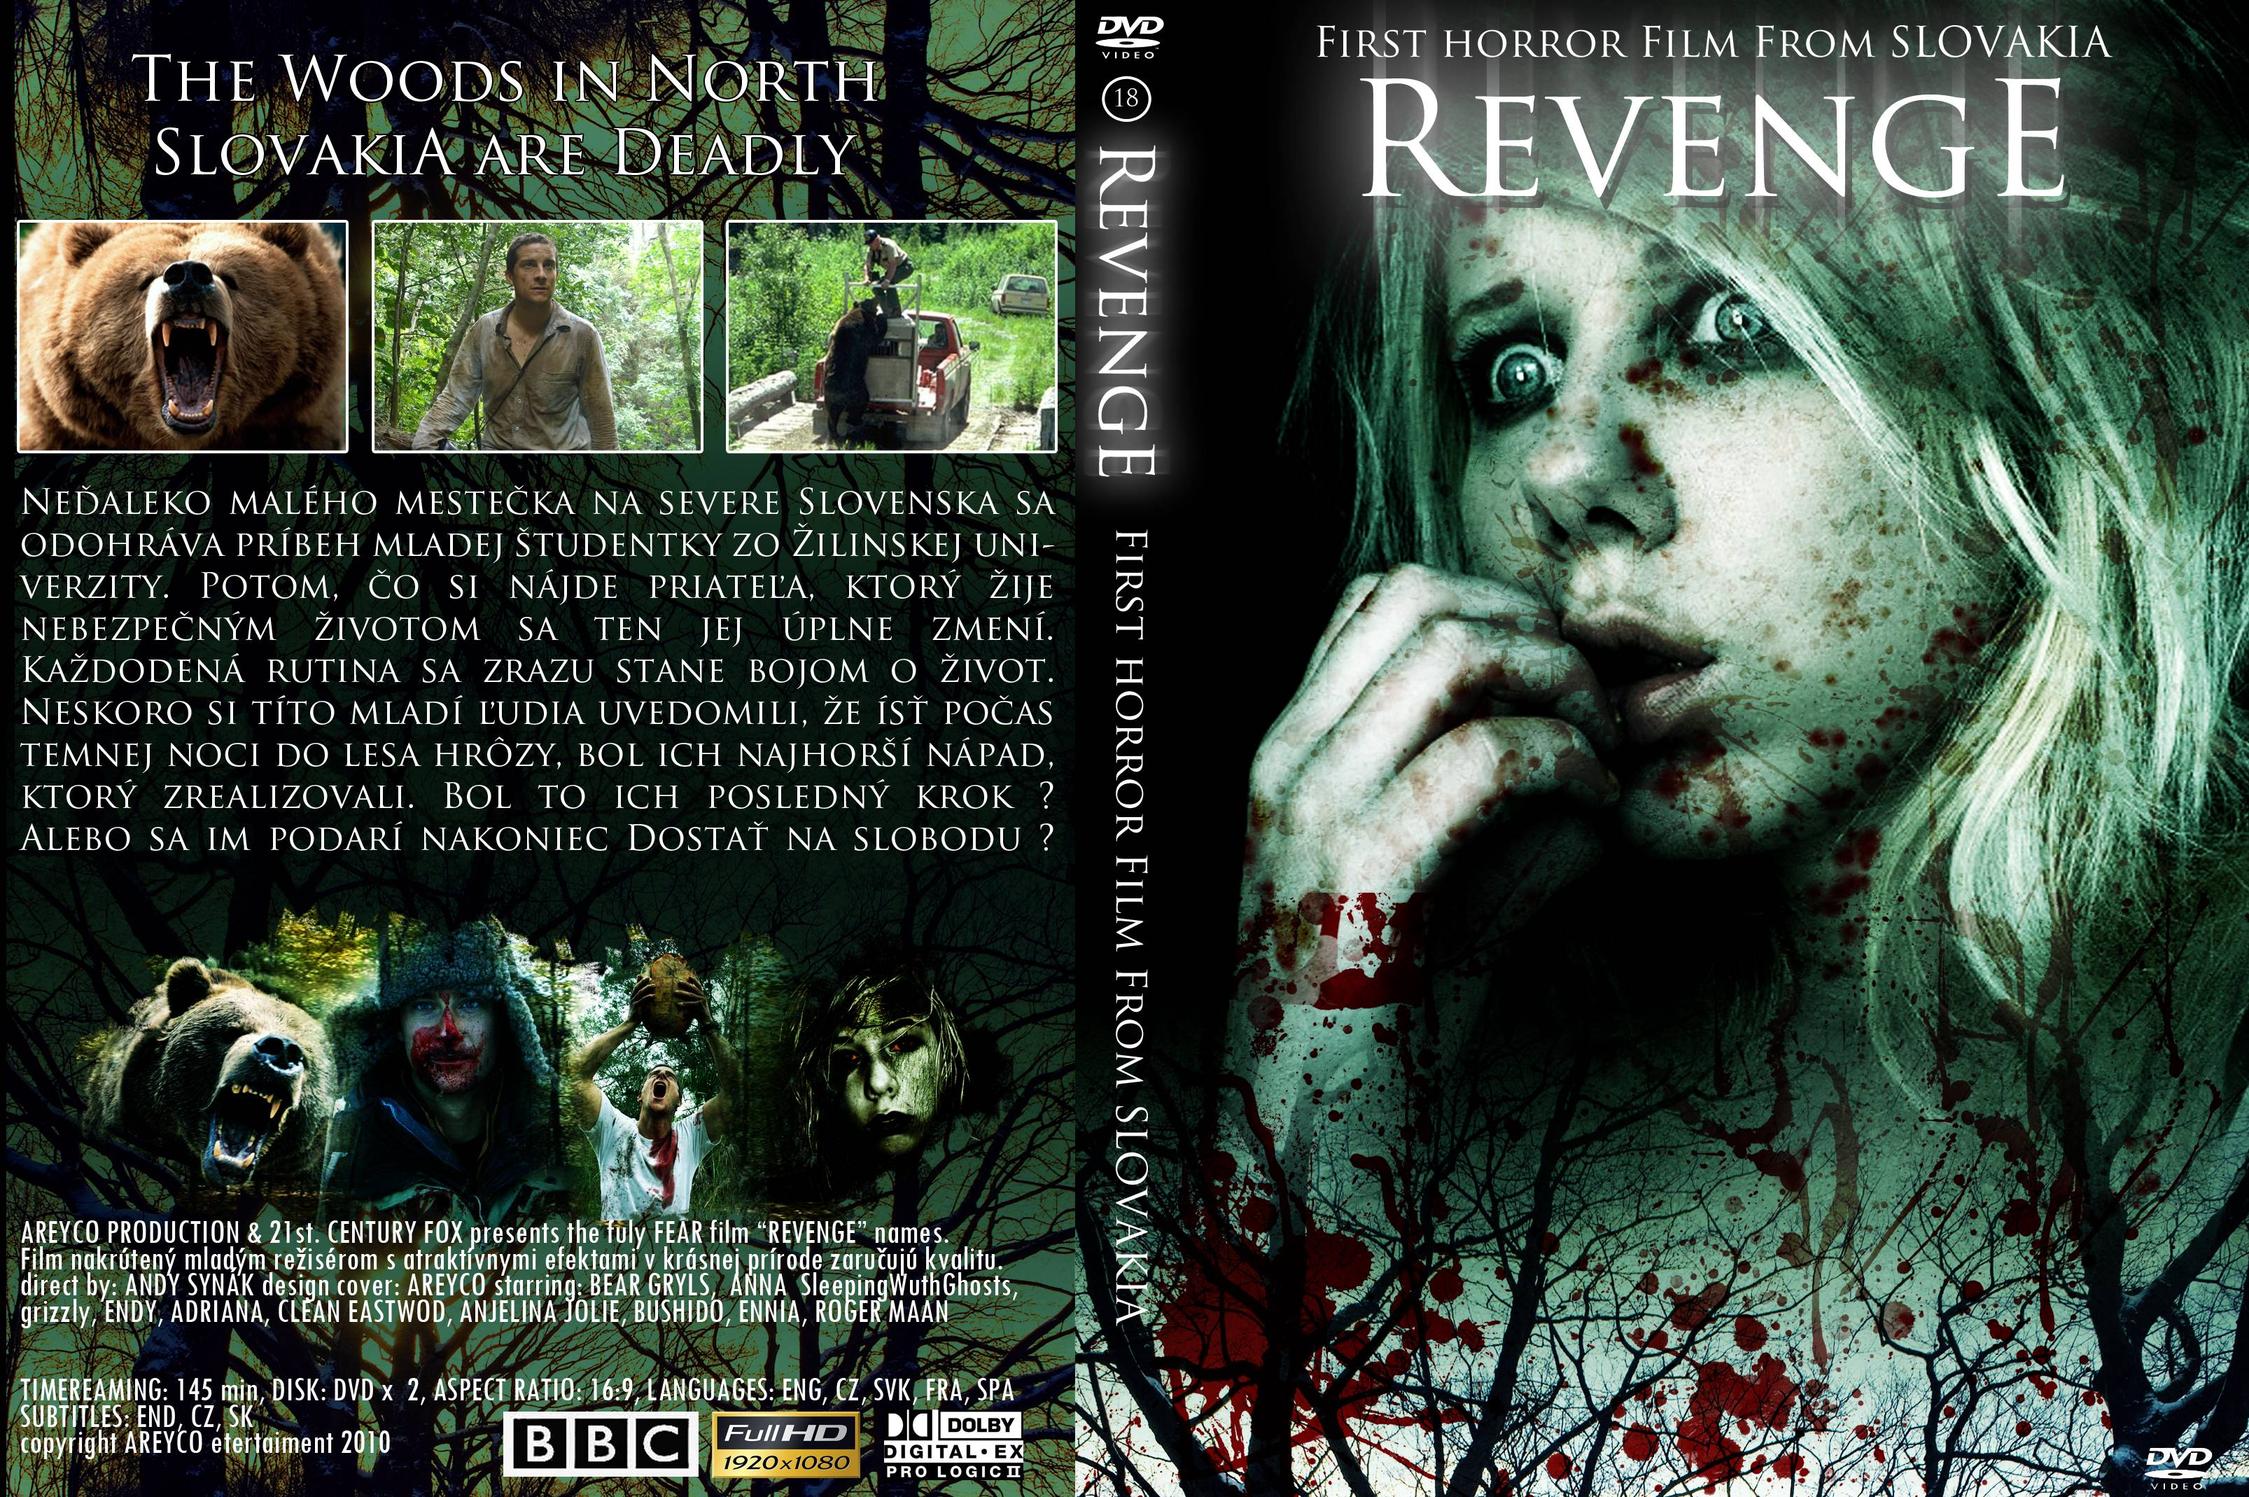 The Woods in North
SlovakiA are Deadly
Neďaleko malého mestečka na severe Slovenska sa
odohráva príbeh mladej študentky zo Žilinskej uni-
verzity. Potom, čo si nájde priateľa, ktorý žije
nebezpečným životom sa ten jej úplne zmení.
Každodená rutina sa zrazu stane bojom o život.
Neskoro si títo mladí ľudia uvedomili, že ísť počas
temnej noci do lesa hrôzy, bol ich najhorší nápad,
ktorý zrealizovali. Bol to ich posledný krok ?
Alebo sa im podarí nakoniec Dostať na slobodu ?
AREYCO PRODUCTION & 21st. CENTURY FOX presents the fuly FEAR film “REVENGE” names.
Film nakrútený mladým režisérom s atraktívnymi efektami v krásnej prírode zaručujú kvalitu.
direct by: ANDY SYNÁK design cover: AREYCO starring: BEAR GRYLS, ANNA SleepingWuthGhosts,
grizzly, ENDY, ADRIANA, CLEAN EASTWOD, ANJELINA JOLIE, BUSHIDO, ENNIA, ROGER MAAN
TIMEREAMING: 145 min, DISK: DVD x 2, ASPECT RATIO: 16:9, LANGUAGES: ENG, CZ, SVK, FRA, SPA
SUBTITLES: END, CZ, SK
copyright AREYCO etertaiment 2010
BBC
Full HD
1920x1080
DOLBY
DIGITAL·EX
PRO LOGIC II
DVD
VIDEO
18
Revenge
First horror Film From SLOVAKIA
First horror Film From SLOVAKIA
RevengE
DVD
VIDEO